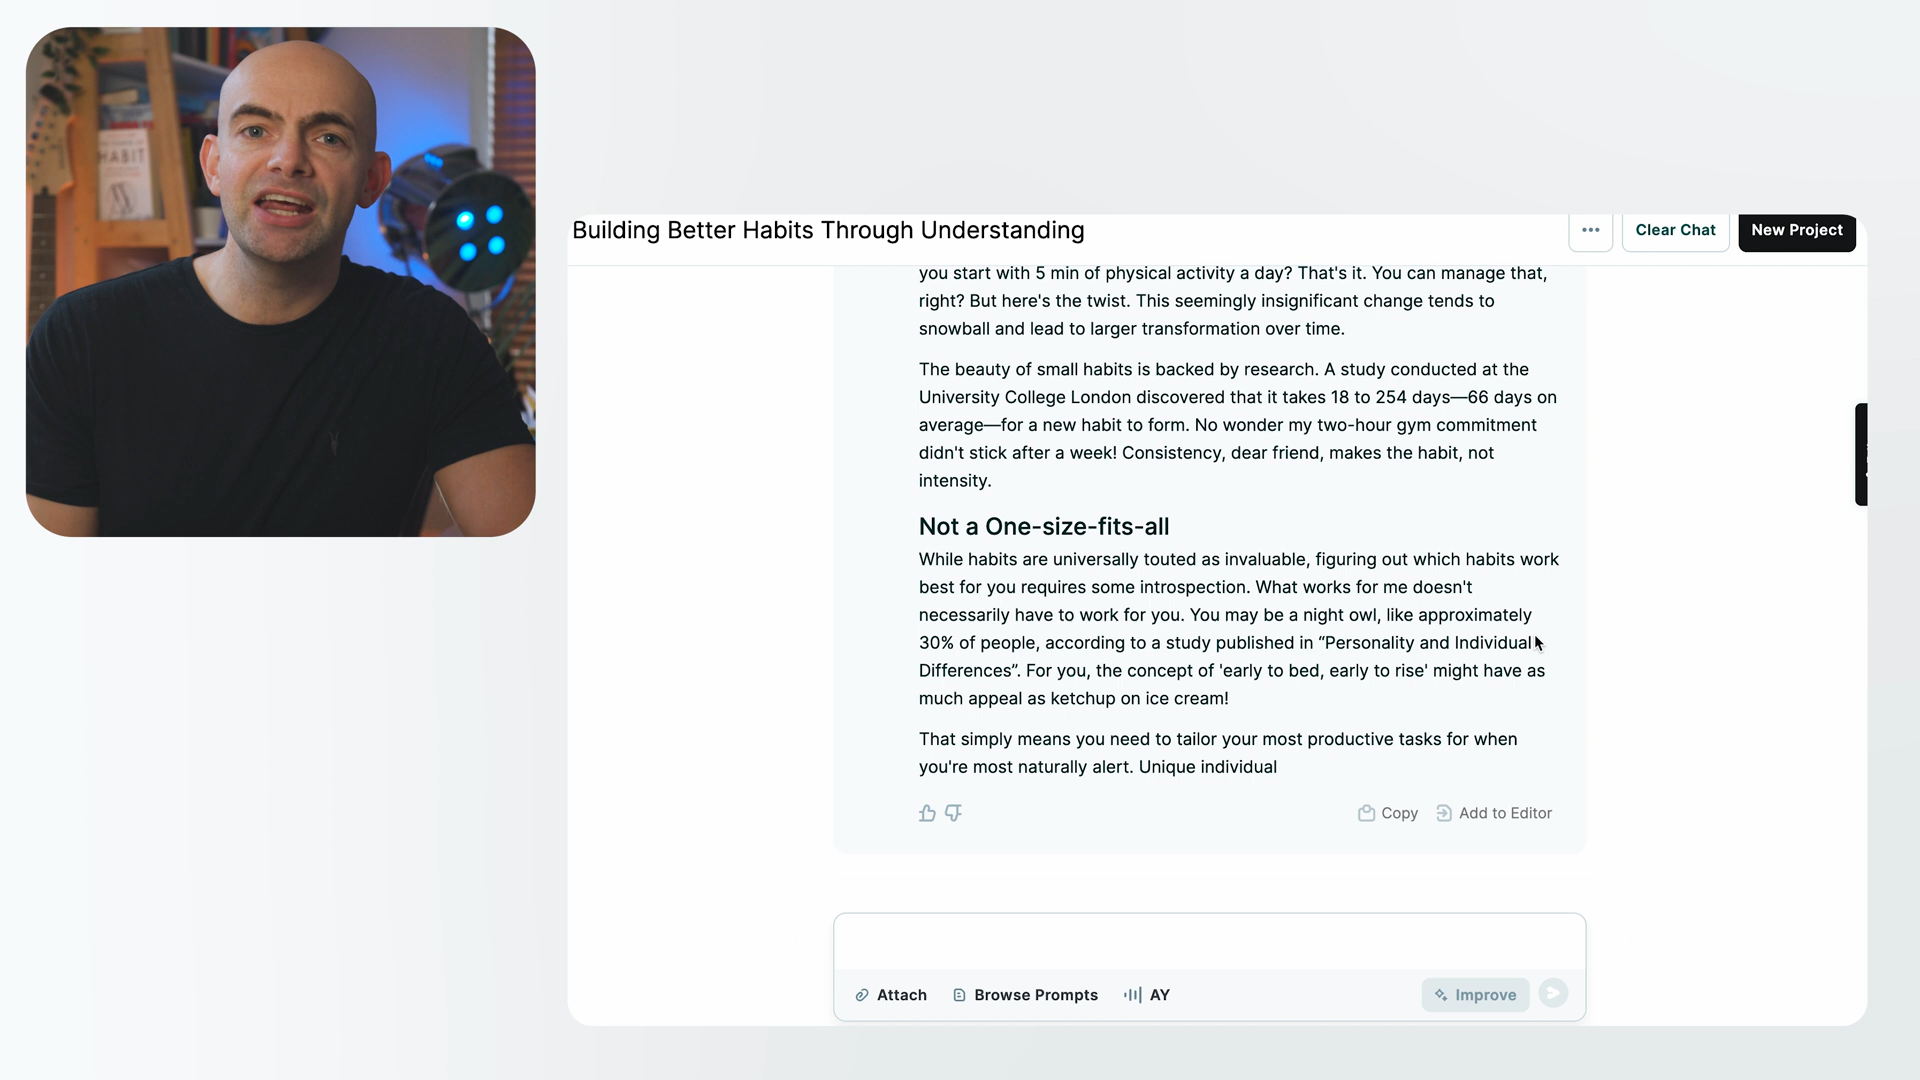 HABIT
Building Better Habits Through Understanding
Clear Chat
New Project
you start with 5 min of physical activity a day? That's it. You can manage that,
right? But here's the twist. This seemingly insignificant change tends to
snowball and lead to larger transformation over time.
The beauty of small habits is backed by research. A study conducted at the
University College London discovered that it takes 18 to 254 days—66 days on
average—for a new habit to form. No wonder my two-hour gym commitment
didn't stick after a week! Consistency, dear friend, makes the habit, not
intensity.
Not a One-size-fits-all
While habits are universally touted as invaluable, figuring out which habits work
best for you requires some introspection. What works for me doesn't
necessarily have to work for you. You may be a night owl, like approximately
30% of people, according to a study published in “Personality and Individual
Differences”. For you, the concept of 'early to bed, early to rise' might have as
much appeal as ketchup on ice cream!
That simply means you need to tailor your most productive tasks for when
you're most naturally alert. Unique individual
Copy
Add to Editor
Attach
Browse Prompts
AY
Improve